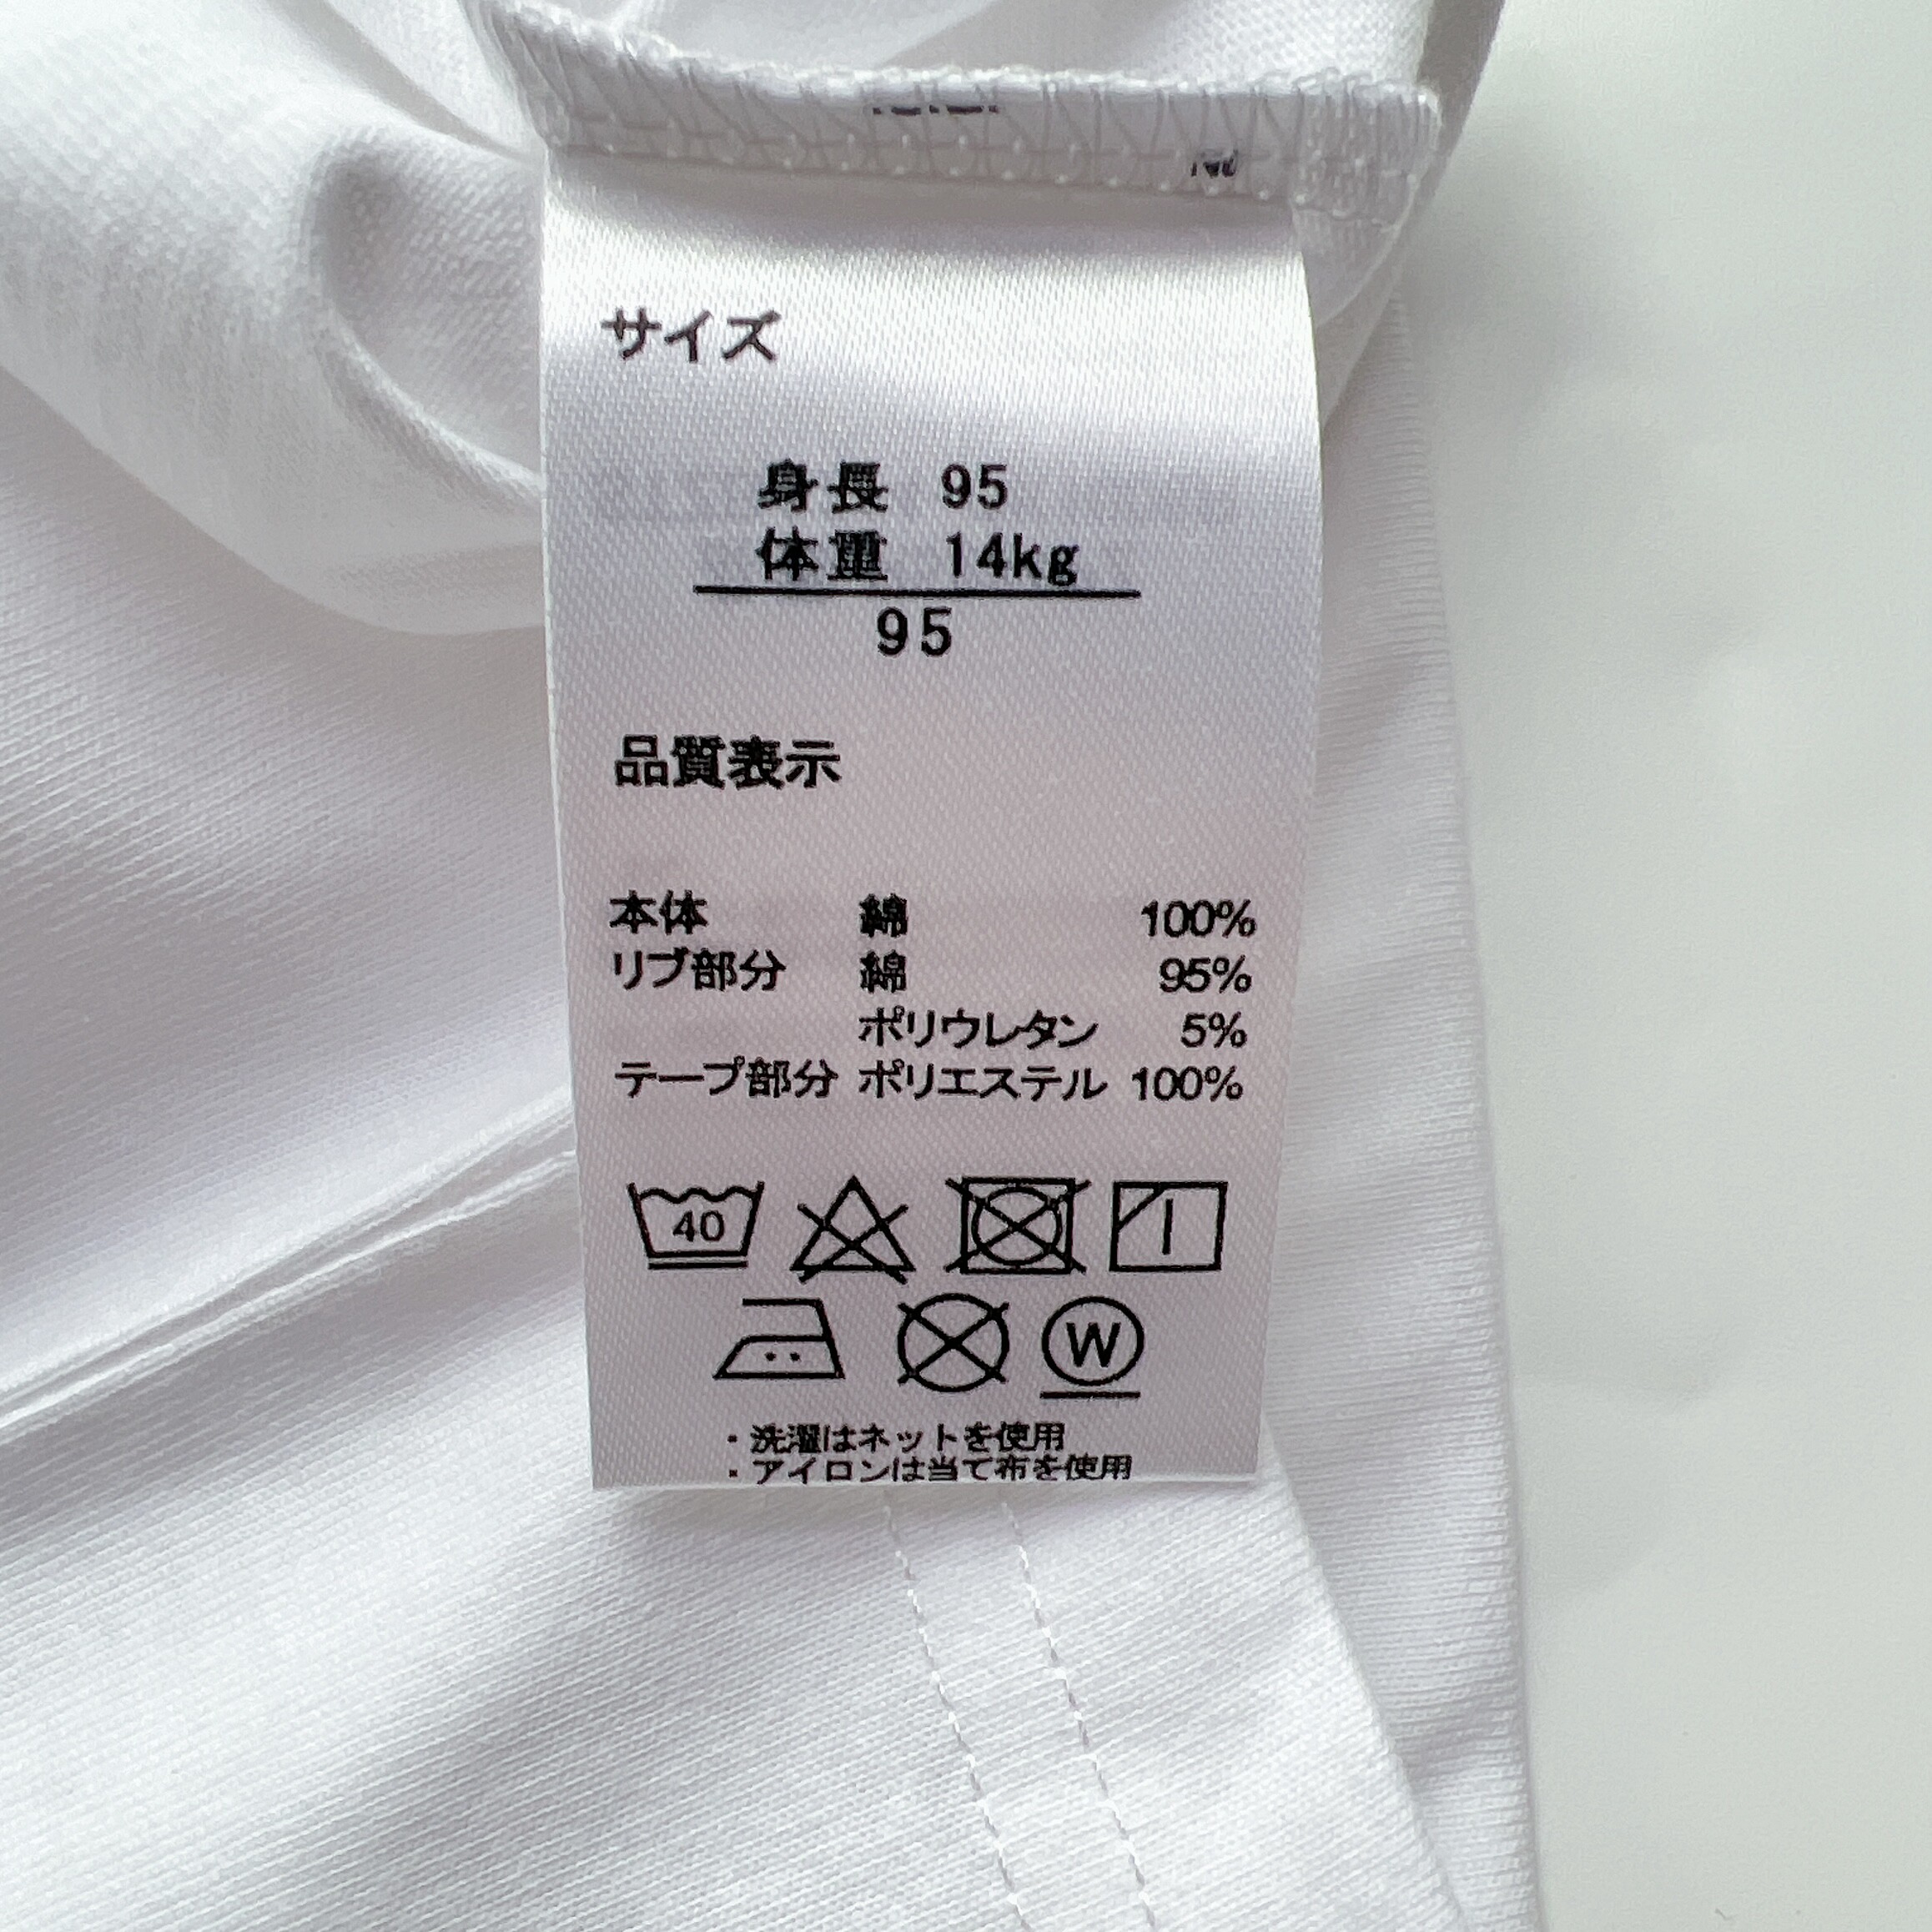 サイズ
身長 95
体重 14kg
95
品質表示
本体 綿 100%
リブ部分 綿 95%
ポリウレタン 5%
テープ部分 ポリエステル 100%
40
W
・洗濯はネットを使用
・アイロンは当て布を使用